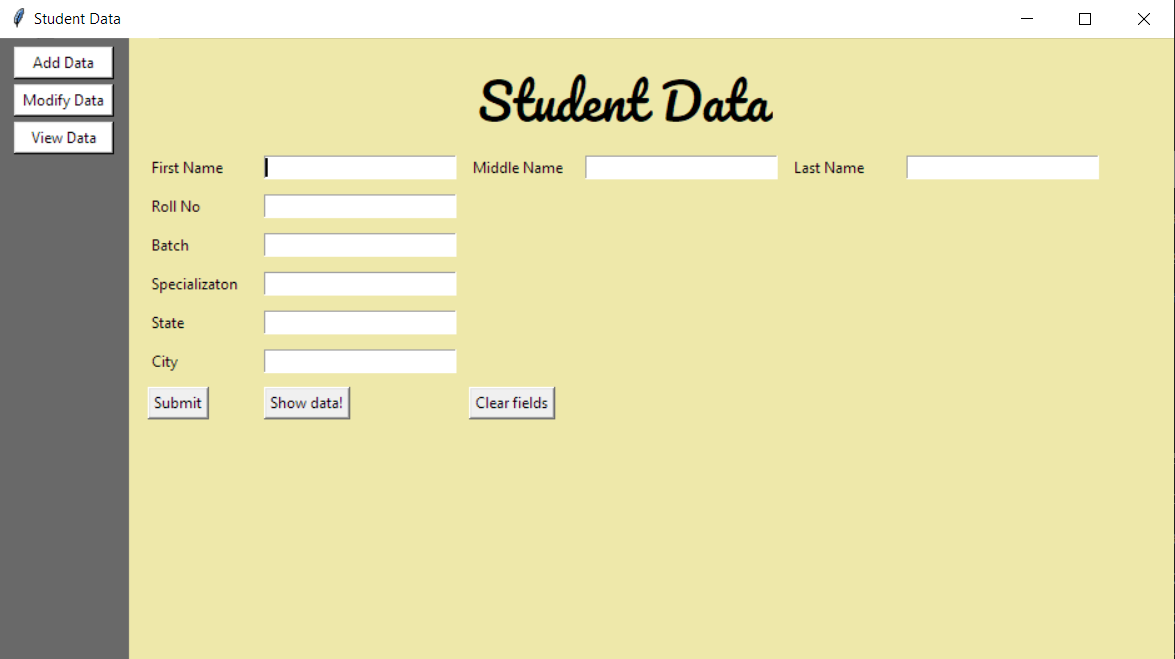 Student Data
Add Data
Modify Data
View Data
Student Data
First Name Middle Name Last Name
Roll No
Batch
Specializaton
State
City
Submit Show data! Clear fields